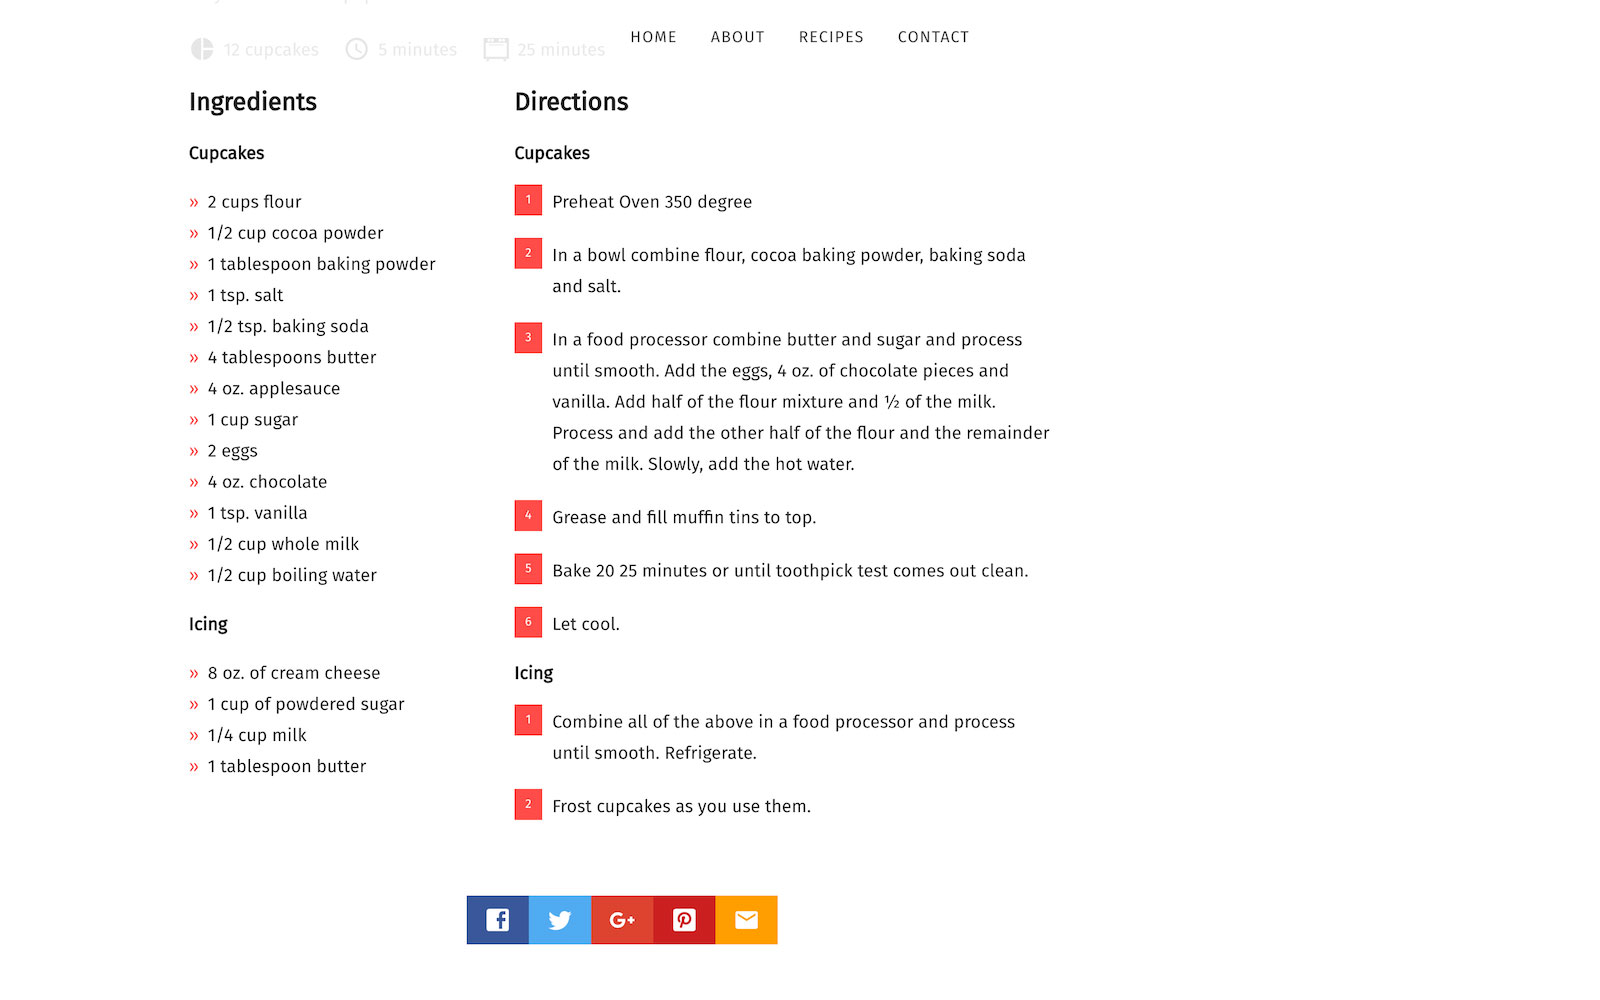 HOME ABOUT RECIPES CONTACT
12 cupcakes 5 minutes 25 minutes
Ingredients
Cupcakes
» 2 cups flour
» 1/2 cup cocoa powder
» 1 tablespoon baking powder
» 1 tsp. salt
» 1/2 tsp. baking soda
» 4 tablespoons butter
» 4 oz. applesauce
» 1 cup sugar
» 2 eggs
» 4 oz. chocolate
» 1 tsp. vanilla
» 1/2 cup whole milk
» 1/2 cup boiling water
Icing
» 8 oz. of cream cheese
» 1 cup of powdered sugar
» 1/4 cup milk
» 1 tablespoon butter
Directions
Cupcakes
1 Preheat Oven 350 degree
2 In a bowl combine flour, cocoa baking powder, baking soda
and salt.
3 In a food processor combine butter and sugar and process
until smooth. Add the eggs, 4 oz. of chocolate pieces and
vanilla. Add half of the flour mixture and ½ of the milk.
Process and add the other half of the flour and the remainder
of the milk. Slowly, add the hot water.
4 Grease and fill muffin tins to top.
5 Bake 20 25 minutes or until toothpick test comes out clean.
6 Let cool.
Icing
1 Combine all of the above in a food processor and process
until smooth. Refrigerate.
2 Frost cupcakes as you use them.
G+